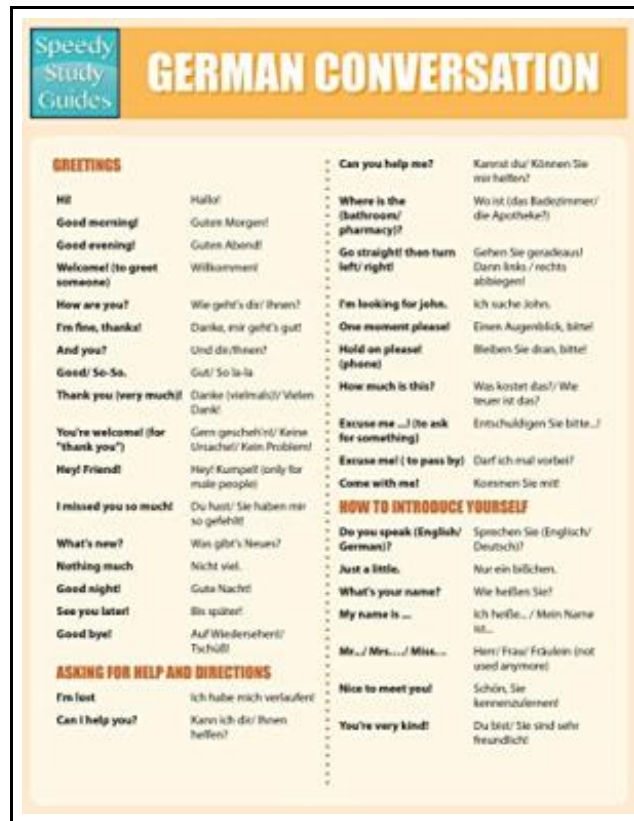 Speedy
Study
Guides
GERMAN CONVERSATION
GREETINGS
Hi! Hallo!
Good morning! Guten Morgen!
Good evening! Guten Abend!
Welcome! (to greet Willkommen!
someone)
How are you? Wie geht's dir/ Ihnen?
I'm fine, thanks! Danke, mir geht's gut!
And you? Und dir/Ihnen?
Good/ So-So. Gut/ So la-la
Thank you (very much)! Danke (vielmals)!/ Vielen
Dank!
You're welcome! (for Gern gescheh'n!/ Keine
"thank you") Ursache!/ Kein Problem!
Hey! Friend! Hey! Kumpel! (only for
male people)
I missed you so much! Du hast/ Sie haben mir
so gefehlt!
What's new? Was gibt's Neues?
Nothing much Nicht viel.
Good night! Gute Nacht!
See you later! Bis später!
Good bye! Auf Wiedersehen!/
Tschüß!
ASKING FOR HELP AND DIRECTIONS
I'm lost Ich habe mich verlaufen!
Can I help you? Kann ich dir/ Ihnen
helfen?
Can you help me? Kannst du/ Können Sie
mir helfen?
Where is the Wo ist (das Badezimmer/
(bathroom/ die Apotheke?)
pharmacy)?
Go straight! then turn Gehen Sie geradeaus!
left/ right! Dann links / rechts
abbiegen!
I'm looking for john. Ich suche John.
One moment please! Einen Augenblick, bitte!
Hold on please! Bleiben Sie dran, bitte!
(phone)
How much is this? Was kostet das?/ Wie
teuer ist das?
Excuse me ...! (to ask Entschuldigen Sie bitte...!
for something)
Excuse me! ( to pass by) Darf ich mal vorbei?
Come with me! Kommen Sie mit!
HOW TO INTRODUCE YOURSELF
Do you speak (English/ Sprechen Sie (Englisch/
German)? Deutsch)?
Just a little. Nur ein bißchen.
What's your name? Wie heißen Sie?
My name is ... Ich heiße... / Mein Name
ist...
Mr.../ Mrs..../ Miss.... Herr/ Frau/ Fräulein (not
used anymore)
Nice to meet you! Schön, Sie
kennenzulernen!
You're very kind! Du bist/ Sie sind sehr
freundlich!